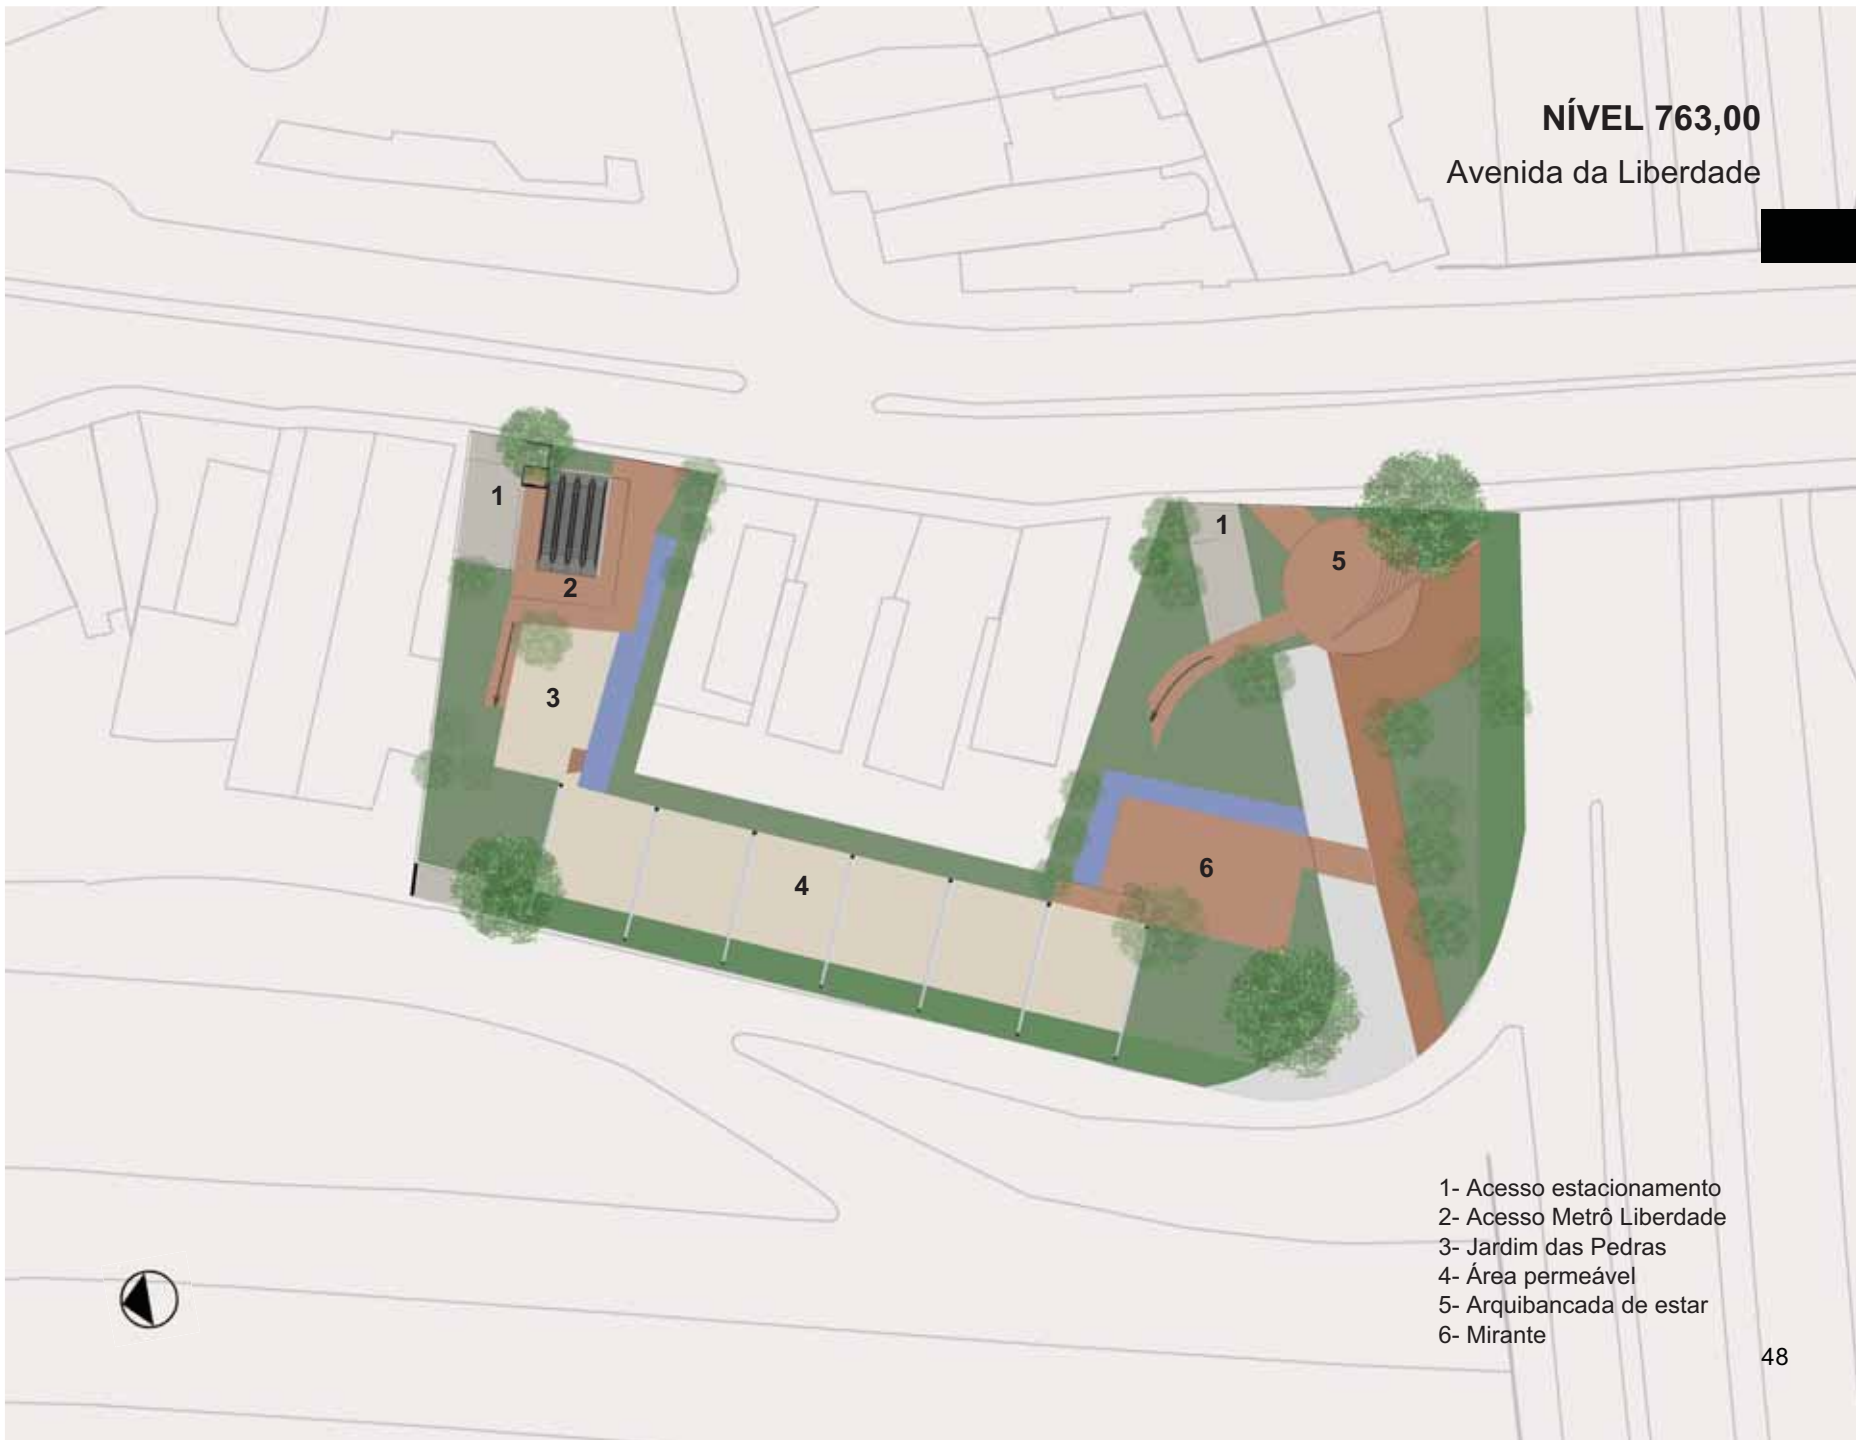 NÍVEL 763,00
Avenida da Liberdade
1
1
5
2
3
6
4
1- Acesso estacionamento
2- Acesso Metrô Liberdade
3- Jardim das Pedras
4- Área permeável
5- Arquibancada de estar
6- Mirante
48